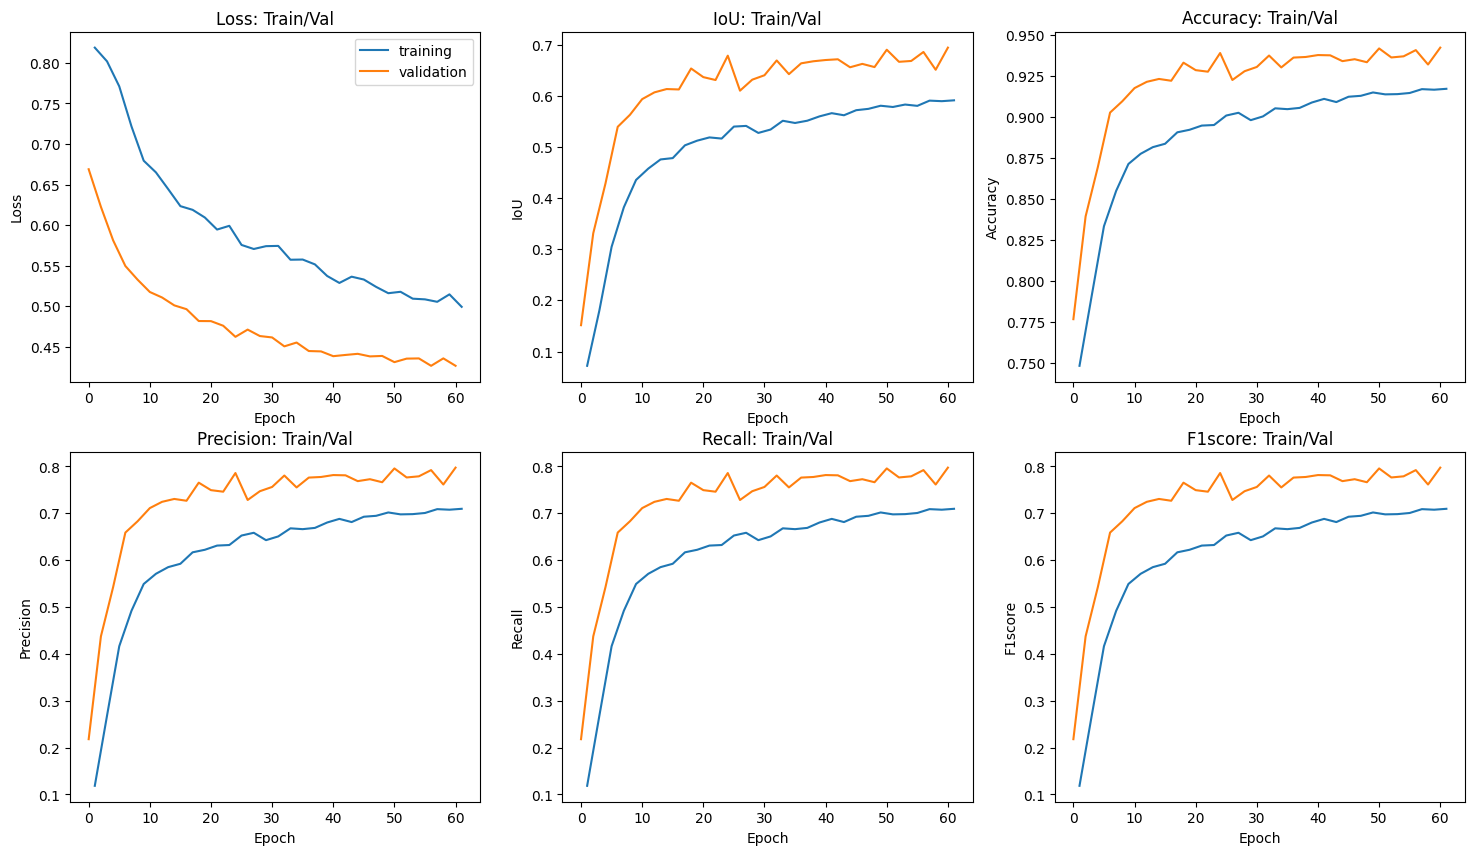 Loss: Train/Val
0.80
0.75
0.70
0.65
0.60
0.55
0.50
0.45
Loss
training
validation
0 10 20 30 40 50 60
Epoch
IoU: Train/Val
0.7
0.6
0.5
0.4
0.3
0.2
0.1
IoU
0 10 20 30 40 50 60
Epoch
Accuracy: Train/Val
0.950
0.925
0.900
0.875
0.850
0.825
0.800
0.775
0.750
Accuracy
0 10 20 30 40 50 60
Epoch
Precision: Train/Val
0.8
0.7
0.6
0.5
0.4
0.3
0.2
0.1
Precision
0 10 20 30 40 50 60
Epoch
Recall: Train/Val
0.8
0.7
0.6
0.5
0.4
0.3
0.2
0.1
Recall
0 10 20 30 40 50 60
Epoch
F1score: Train/Val
0.8
0.7
0.6
0.5
0.4
0.3
0.2
0.1
F1score
0 10 20 30 40 50 60
Epoch